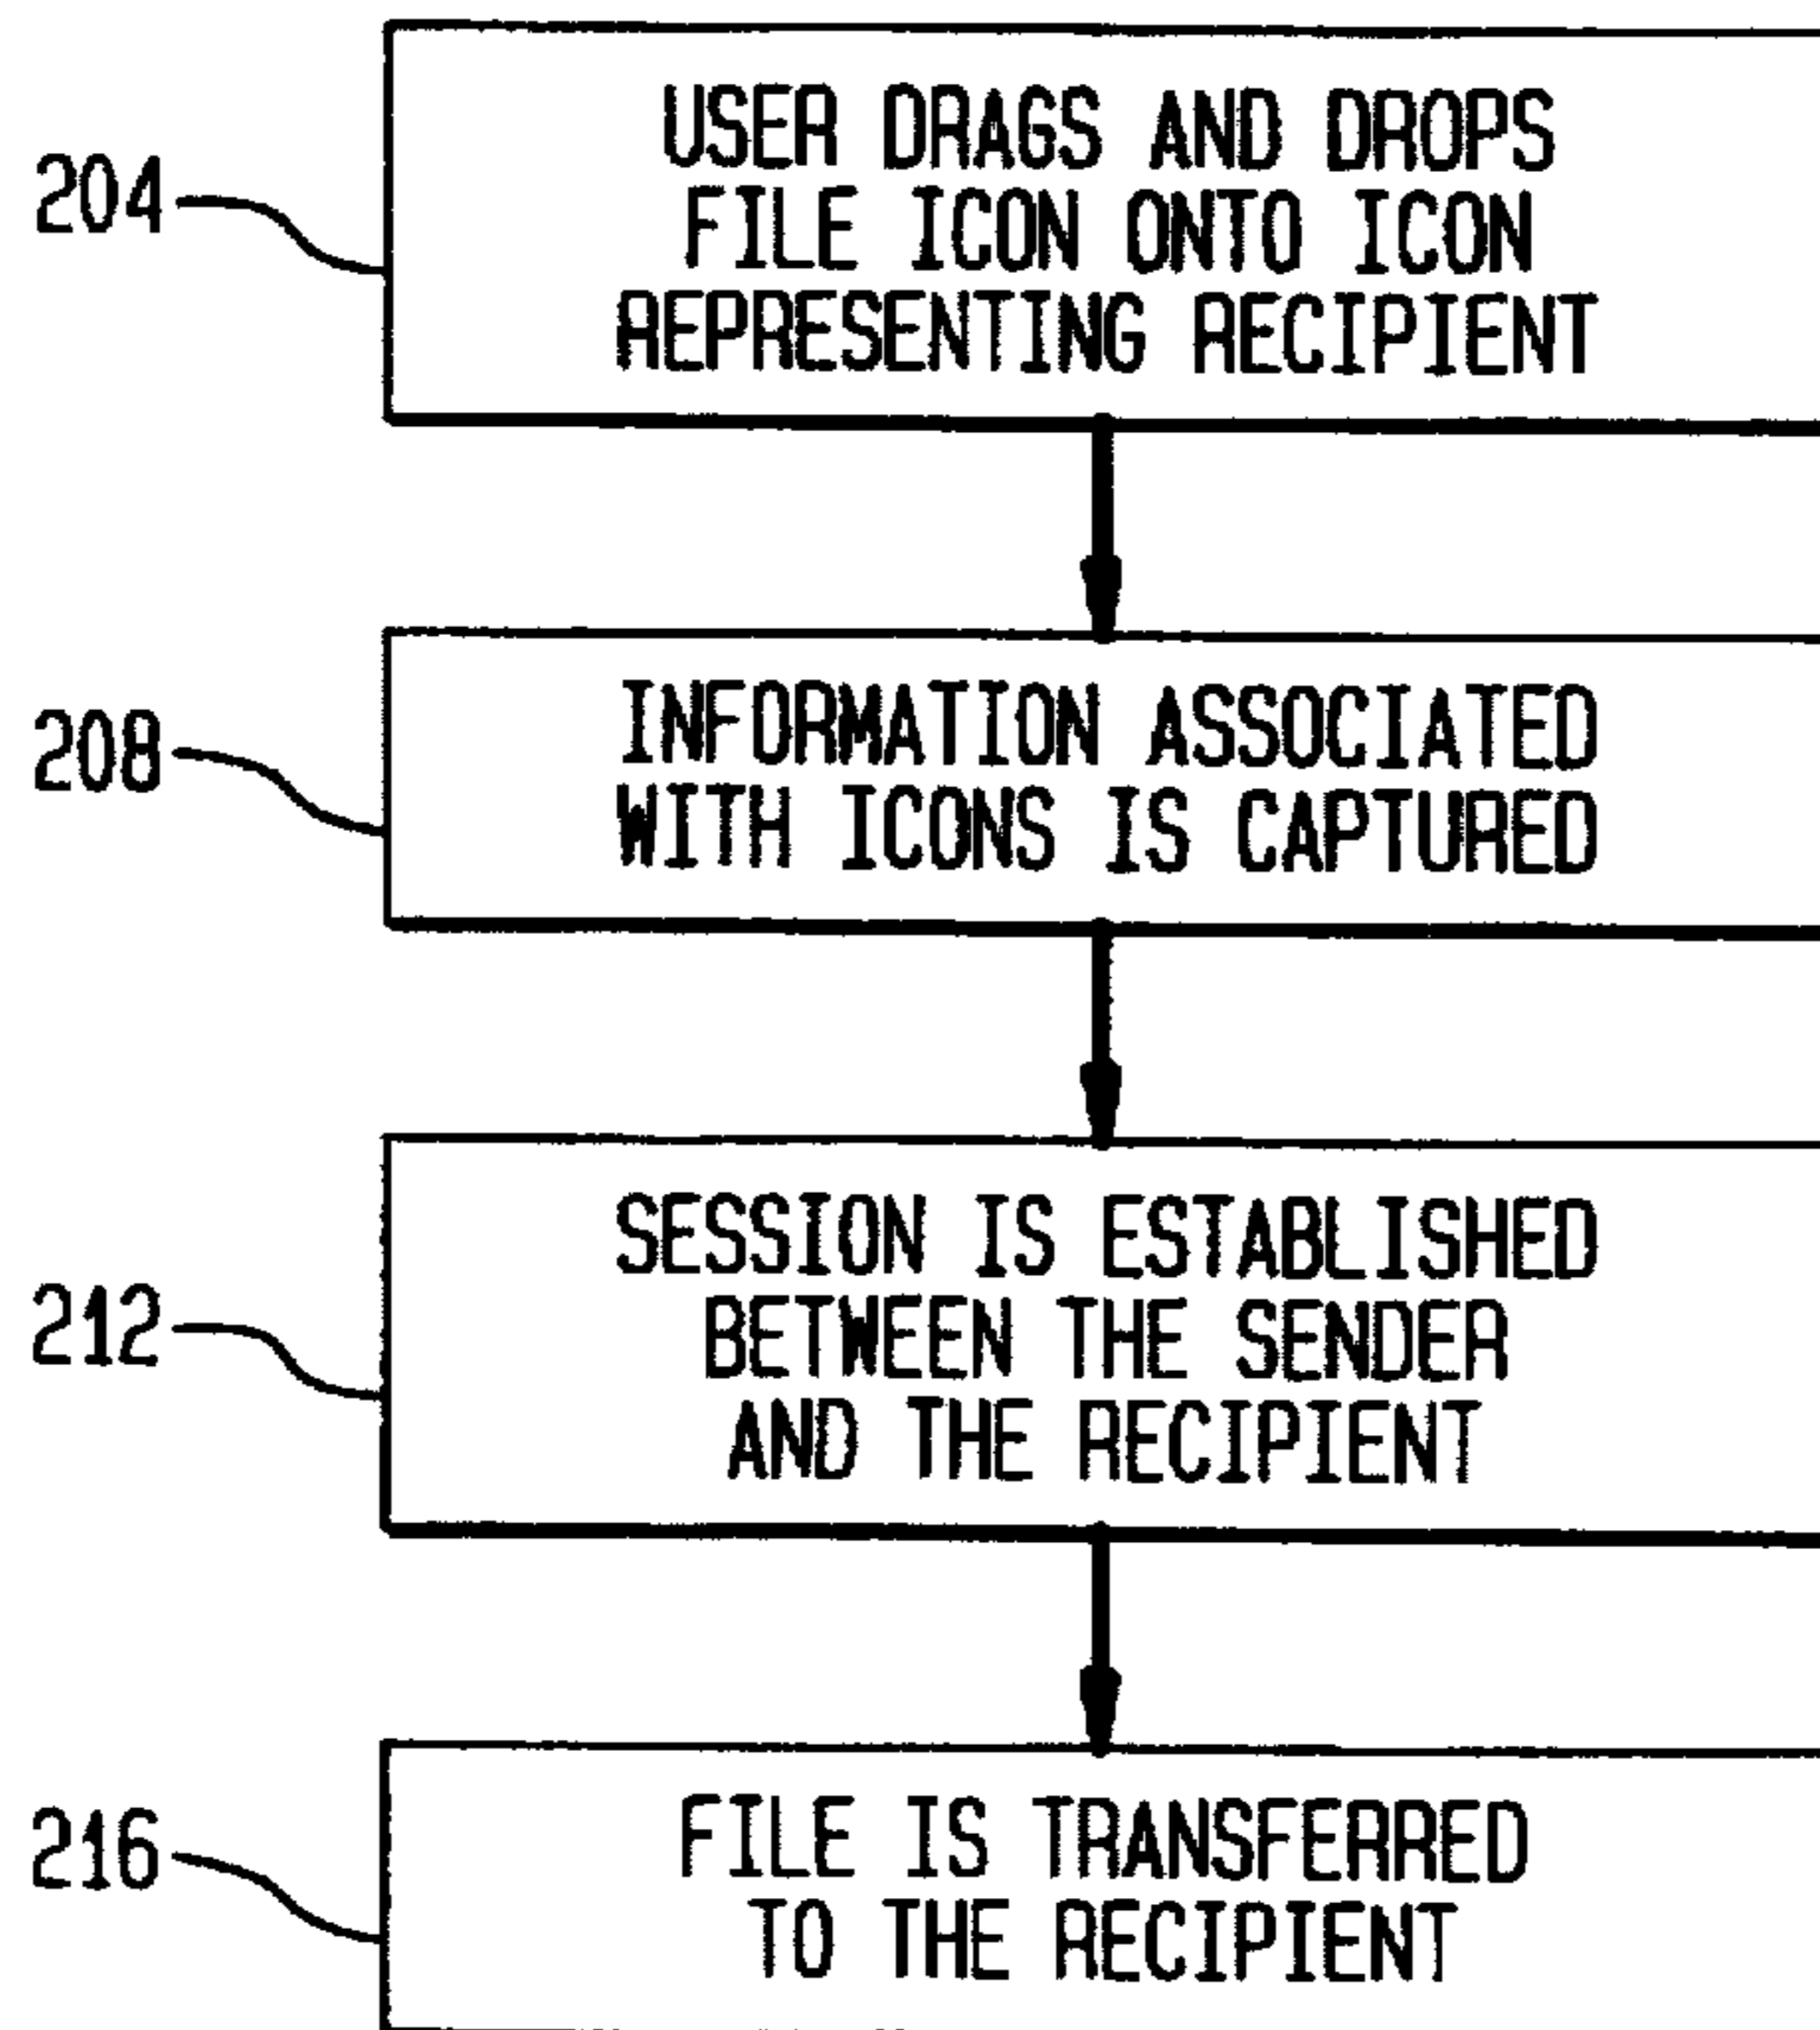 204
USER DRAGS AND DROPS
FILE ICON ONTO ICON
REPRESENTING RECIPIENT
208
INFORMATION ASSOCIATED
WITH ICONS IS CAPTURED
212
SESSION IS ESTABLISHED
BETWEEN THE SENDER
AND THE RECIPIENT
216
FILE IS TRANSFERRED
TO THE RECIPIENT